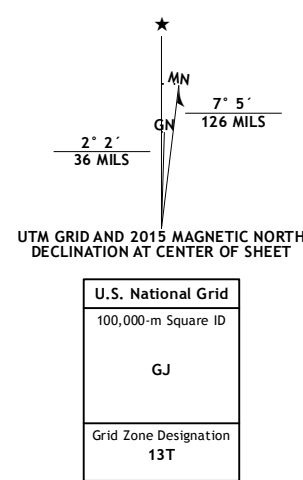 ★
MN
GN
7° 5´
126 MILS
2° 2´
36 MILS
UTM GRID AND 2015 MAGNETIC NORTH
DECLINATION AT CENTER OF SHEET
U.S. National Grid
100,000-m Square ID
GJ
Grid Zone Designation
13T